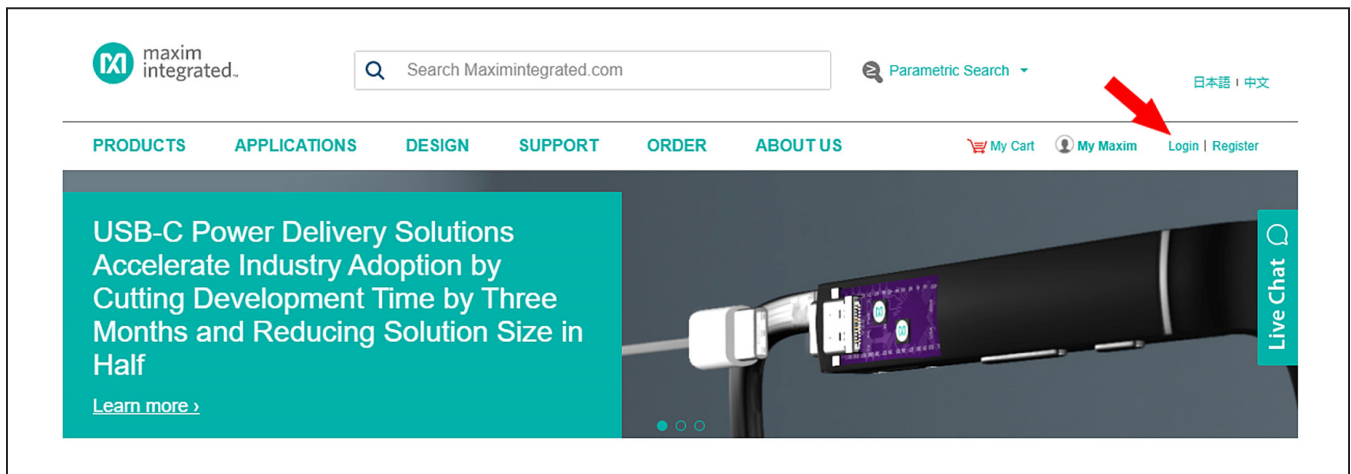 maxim
integrated™
Search Maximintegrated.com
Parametric Search
日本語 | 中文
PRODUCTS APPLICATIONS DESIGN SUPPORT ORDER ABOUT US My Cart My Maxim Login | Register
USB-C Power Delivery Solutions
Accelerate Industry Adoption by
Cutting Development Time by Three
Months and Reducing Solution Size in
Half
Learn more ›
Live Chat